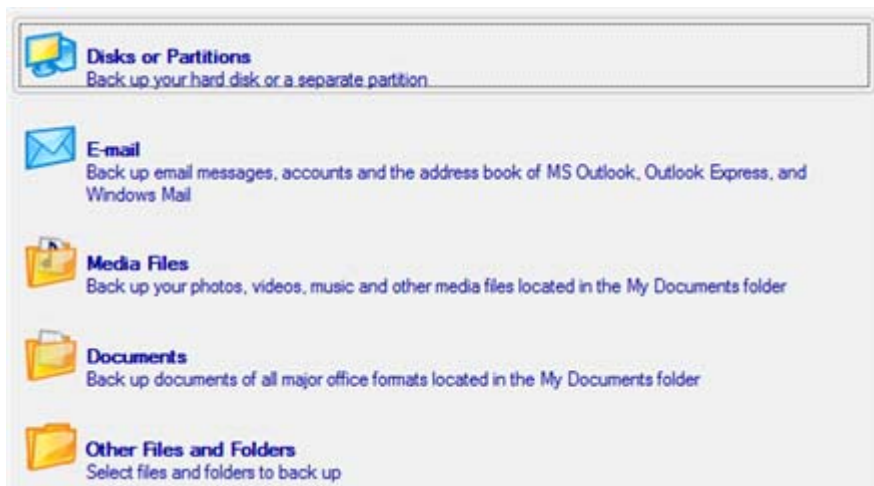 Disks or Partitions
Back up your hard disk or a separate partition
E-mail
Back up email messages, accounts and the address book of MS Outlook, Outlook Express, and
Windows Mail
Media Files
Back up your photos, videos, music and other media files located in the My Documents folder
Documents
Back up documents of all major office formats located in the My Documents folder
Other Files and Folders
Select files and folders to back up